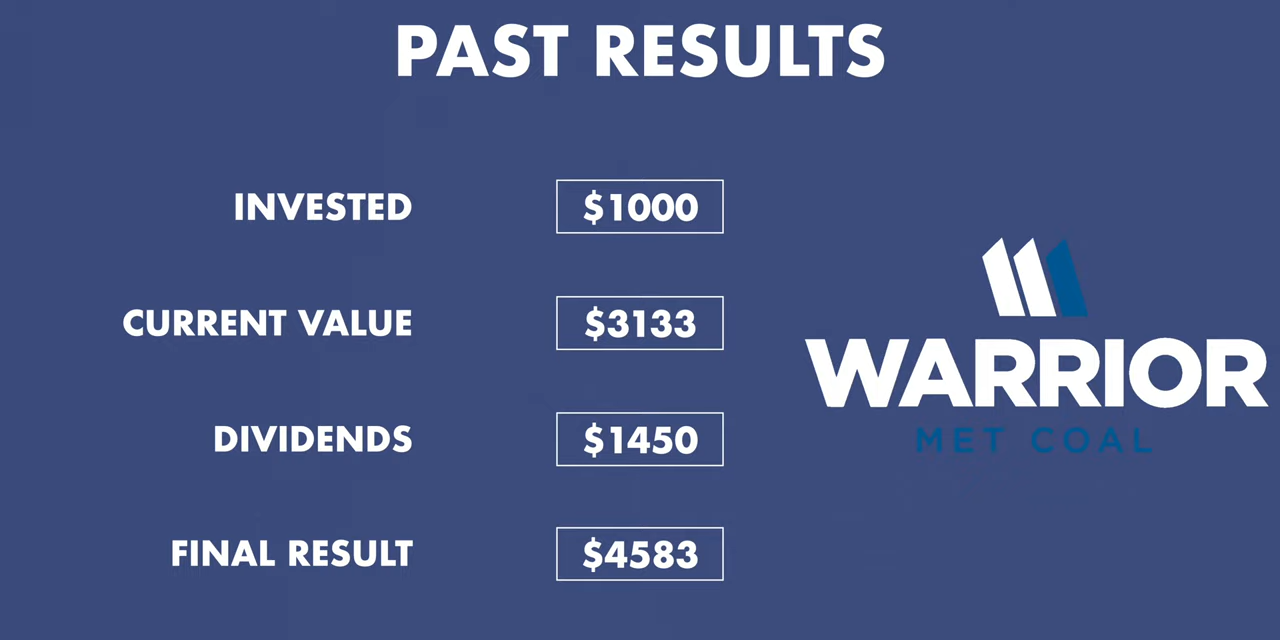 PAST RESULTS
INVESTED $1000
CURRENT VALUE $3133
DIVIDENDS $1450
FINAL RESULT $4583
WARRIOR
MET COAL